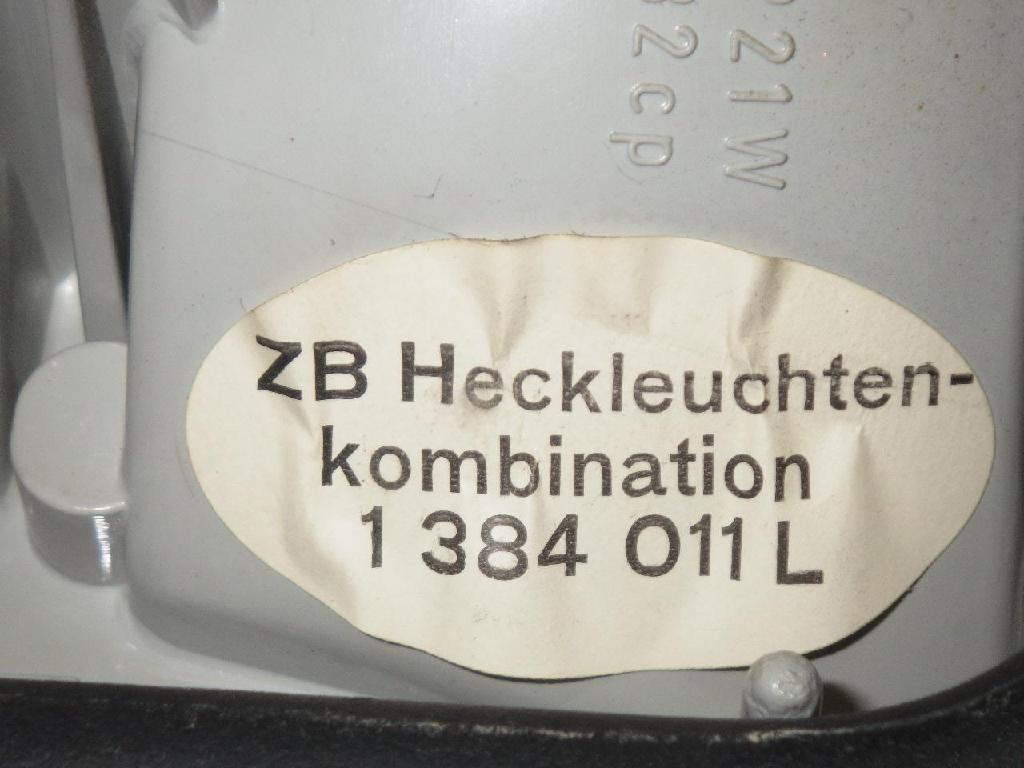 21W
32cp
ZB Heckleuchten-
kombination
1 384 011 L